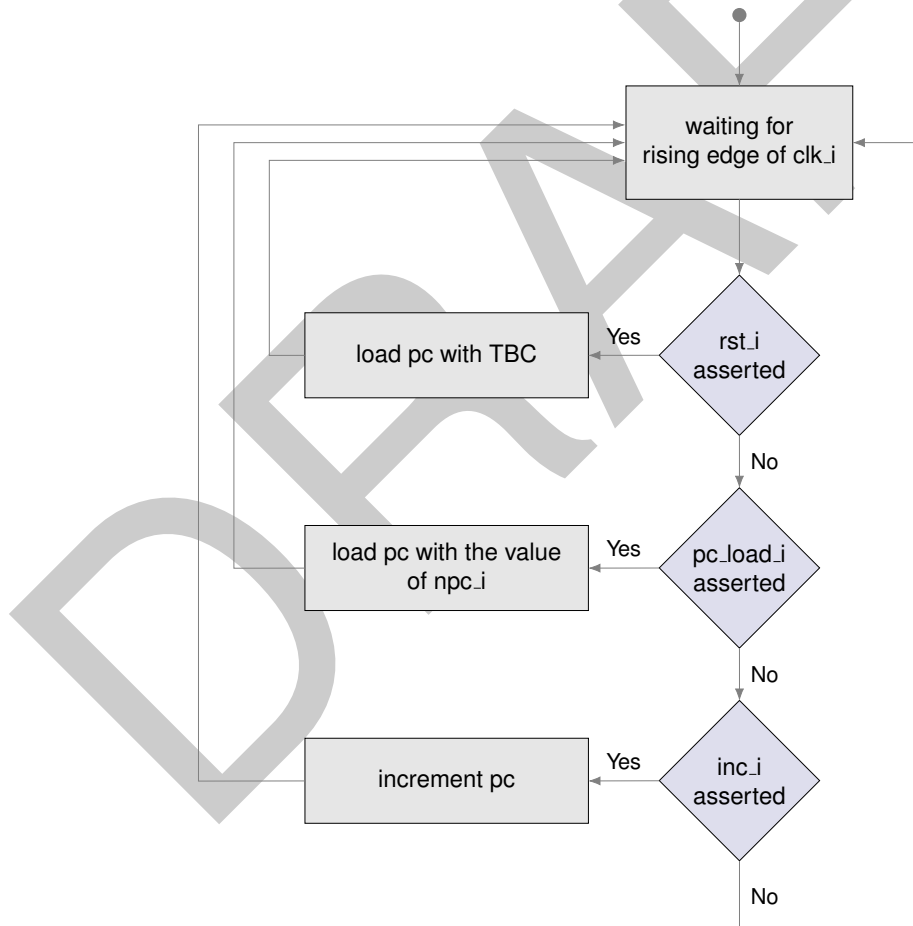 waiting for
rising edge of clk_i
rst_i
asserted
Yes
load pc with TBC
No
pc_load_i
asserted
Yes
load pc with the value
of npc_i
No
inc_i
asserted
Yes
increment pc
No
DRA